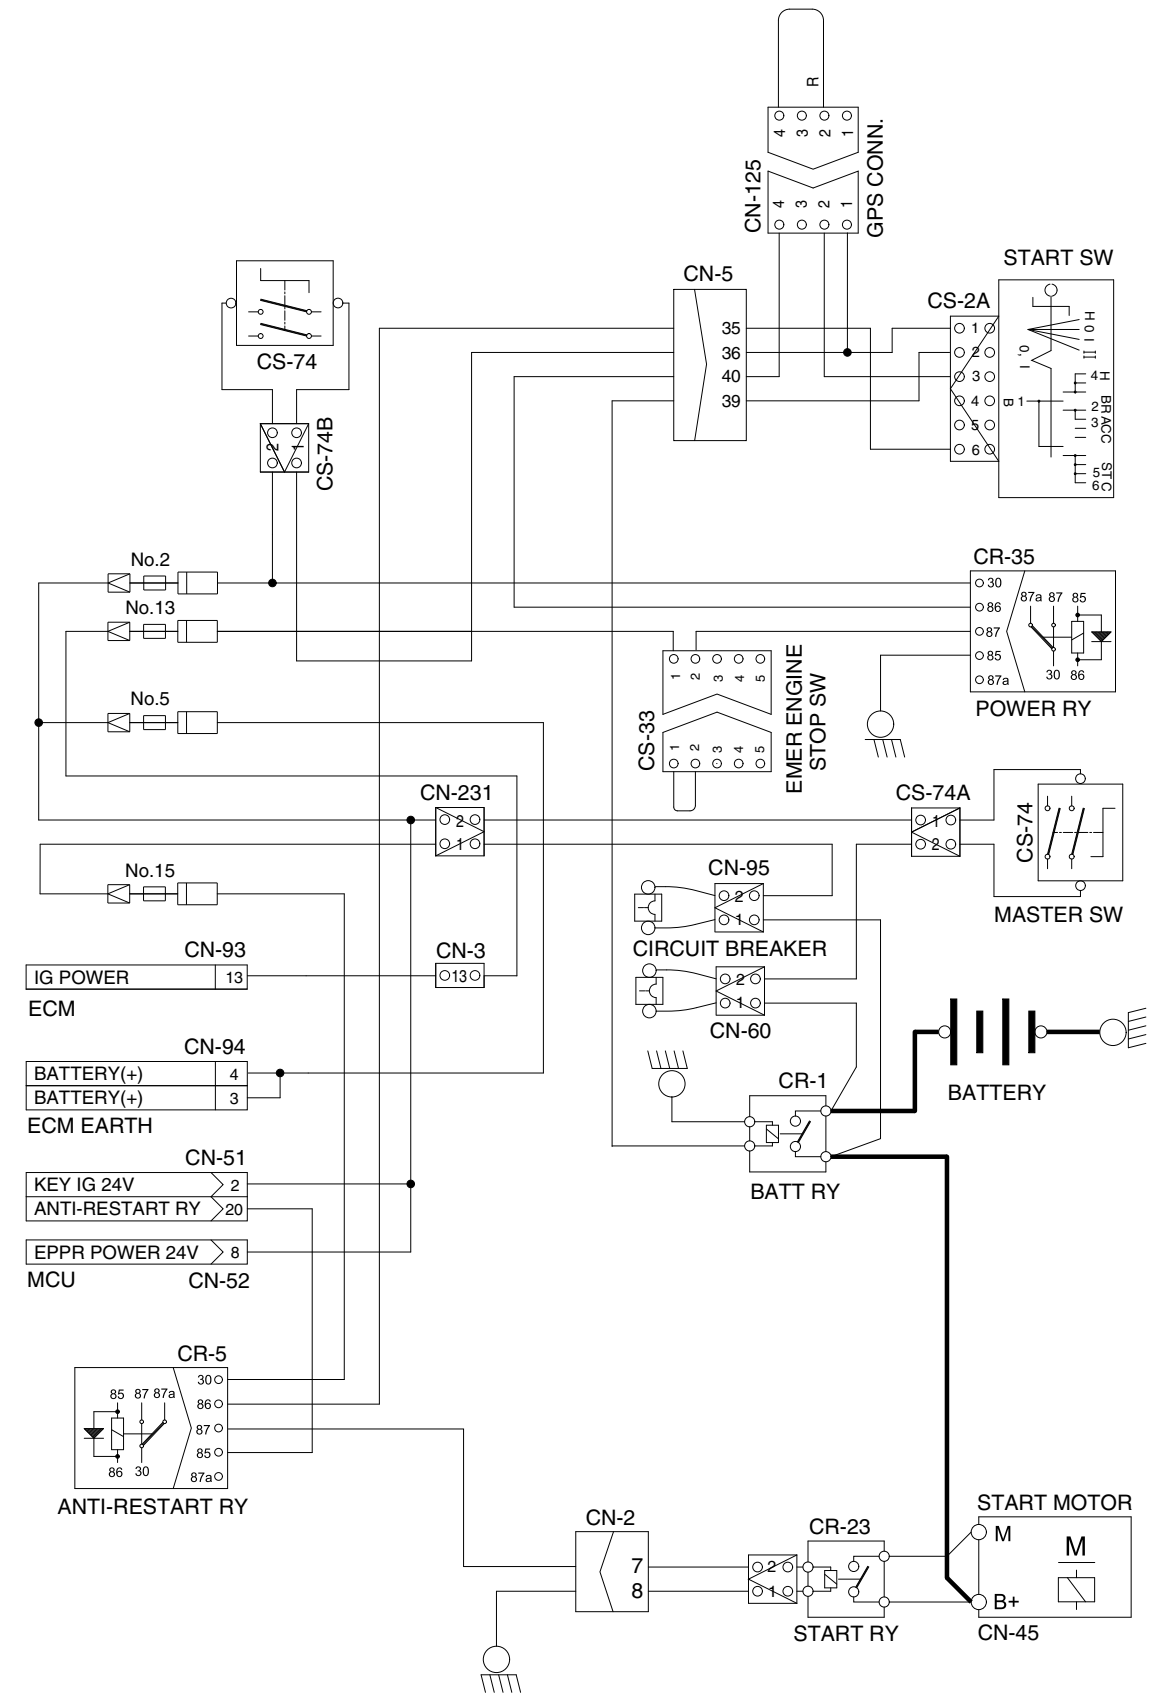 R
4 3 2 1
CN-125
GPS CONN.
4 3 2 1
START SW
CN-5
CS-2A
35
36
40
39
1
2
3
4
5
6
H O I II
0, I
B 1
4 H
BR
2
3 ACC
ST
5
6 C
CS-74
2 1
CS-74B
No.2
No.13
No.5
CR-35
30
86
87
85
87a
87a 87 85
30 86
POWER RY
1 2 3 4 5
CS-33
EMER ENGINE
STOP SW
1 2 3 4 5
CN-231
2
1
CS-74A
1
2
CS-74
MASTER SW
No.15
CN-95
2
1
CIRCUIT BREAKER
CN-93
IG POWER 13
ECM
CN-3
13
2
1
CN-60
CN-94
BATTERY(+) 4
BATTERY(+) 3
ECM EARTH
BATTERY
CR-1
BATT RY
CN-51
KEY IG 24V 2
ANTI-RESTART RY 20
EPPR POWER 24V 8
MCU CN-52
CR-5
30
86
87
85
87a
85 87 87a
86 30
ANTI-RESTART RY
CN-2
7
8
2
1
CR-23
START RY
START MOTOR
M
M
B+
CN-45